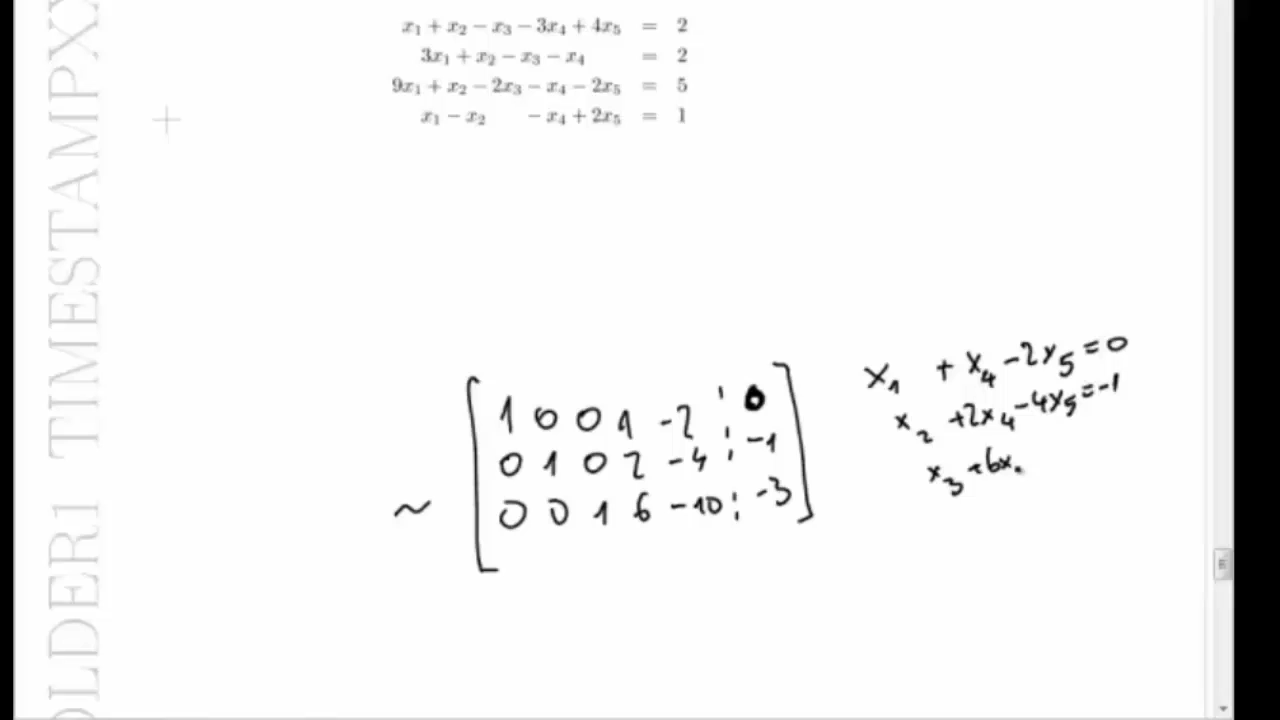 x₁ + x₂ − x₃ − 3x₄ + 4x₅ = 2
3x₁ + x₂ − x₃ − x₄ = 2
9x₁ + x₂ − 2x₃ − x₄ − 2x₅ = 5
x₁ − x₂ − x₄ + 2x₅ = 1
OLDER1 TIMESTAMPXX
1 0 0 1 -2 ¦ 0
0 1 0 2 -4 ¦ -1
~ 0 0 1 6 -10 ¦ -3
x₁ + x₄ - 2x₅ = 0
x₂ + 2x₄ - 4x₅ = -1
x₃ + 6x